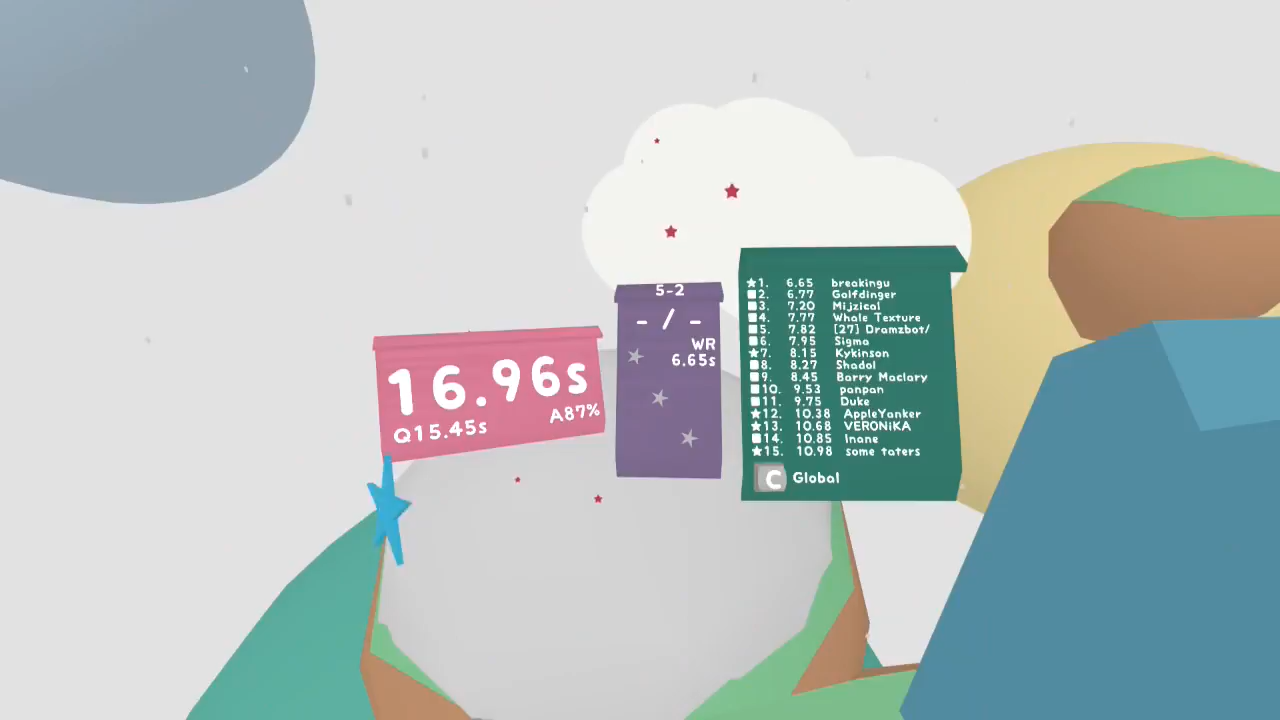 16.96s
Q15.45s
A87%
5-2
- / -
WR
6.65s
★1. 6.65 breakingu
■2. 6.77 Golfdinger
■3. 7.20 Mijzical
■4. 7.77 Whale Texture
■5. 7.82 [27] Dramzbot/
■6. 7.95 Sigma
★7. 8.15 Kykinson
■8. 8.27 Shadol
■9. 8.45 Barry Maclary
■10. 9.53 panpan
■11. 9.75 Duke
★12. 10.38 AppleYanker
★13. 10.68 VERONiKA
■14. 10.85 Inane
★15. 10.98 some taters
C Global